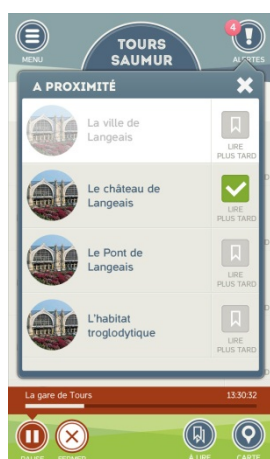 4
MENU
TOURS
SAUMUR
ALERTES
A PROXIMITÉ
La ville de
Langeais
LIRE
PLUS TARD
Le château de
Langeais
LIRE
PLUS TARD
Le Pont de
Langeais
LIRE
PLUS TARD
L'habitat
troglodytique
LIRE
PLUS TARD
La gare de Tours
13:30:32
PAUSE
FERMER
A LIRE
CARTE